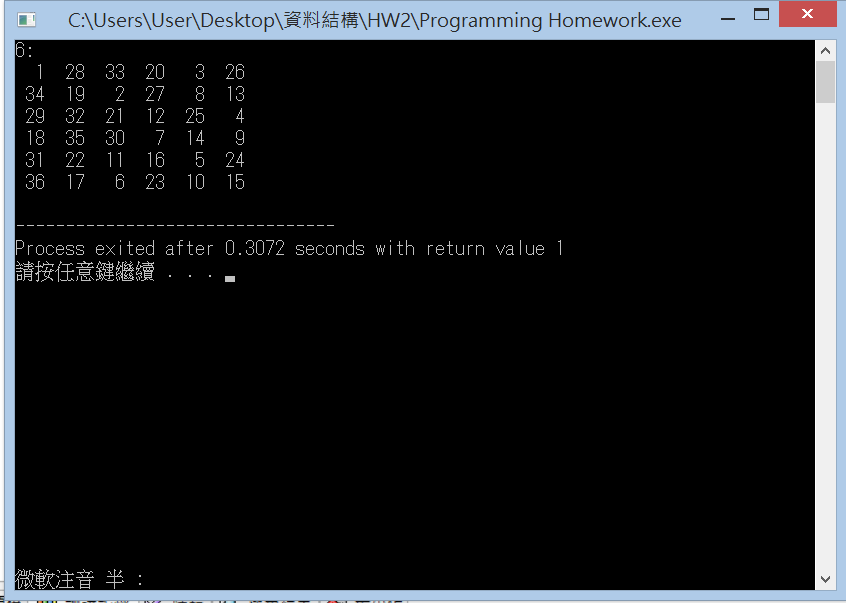 C:\Users\User\Desktop\資料結構\HW2\Programming Homework.exe
6:
1 28 33 20 3 26
34 19 2 27 8 13
29 32 21 12 25 4
18 35 30 7 14 9
31 22 11 16 5 24
36 17 6 23 10 15
--------------------------------
Process exited after 0.3072 seconds with return value 1
請按任意鍵繼續 . . .
微軟注音 半 :